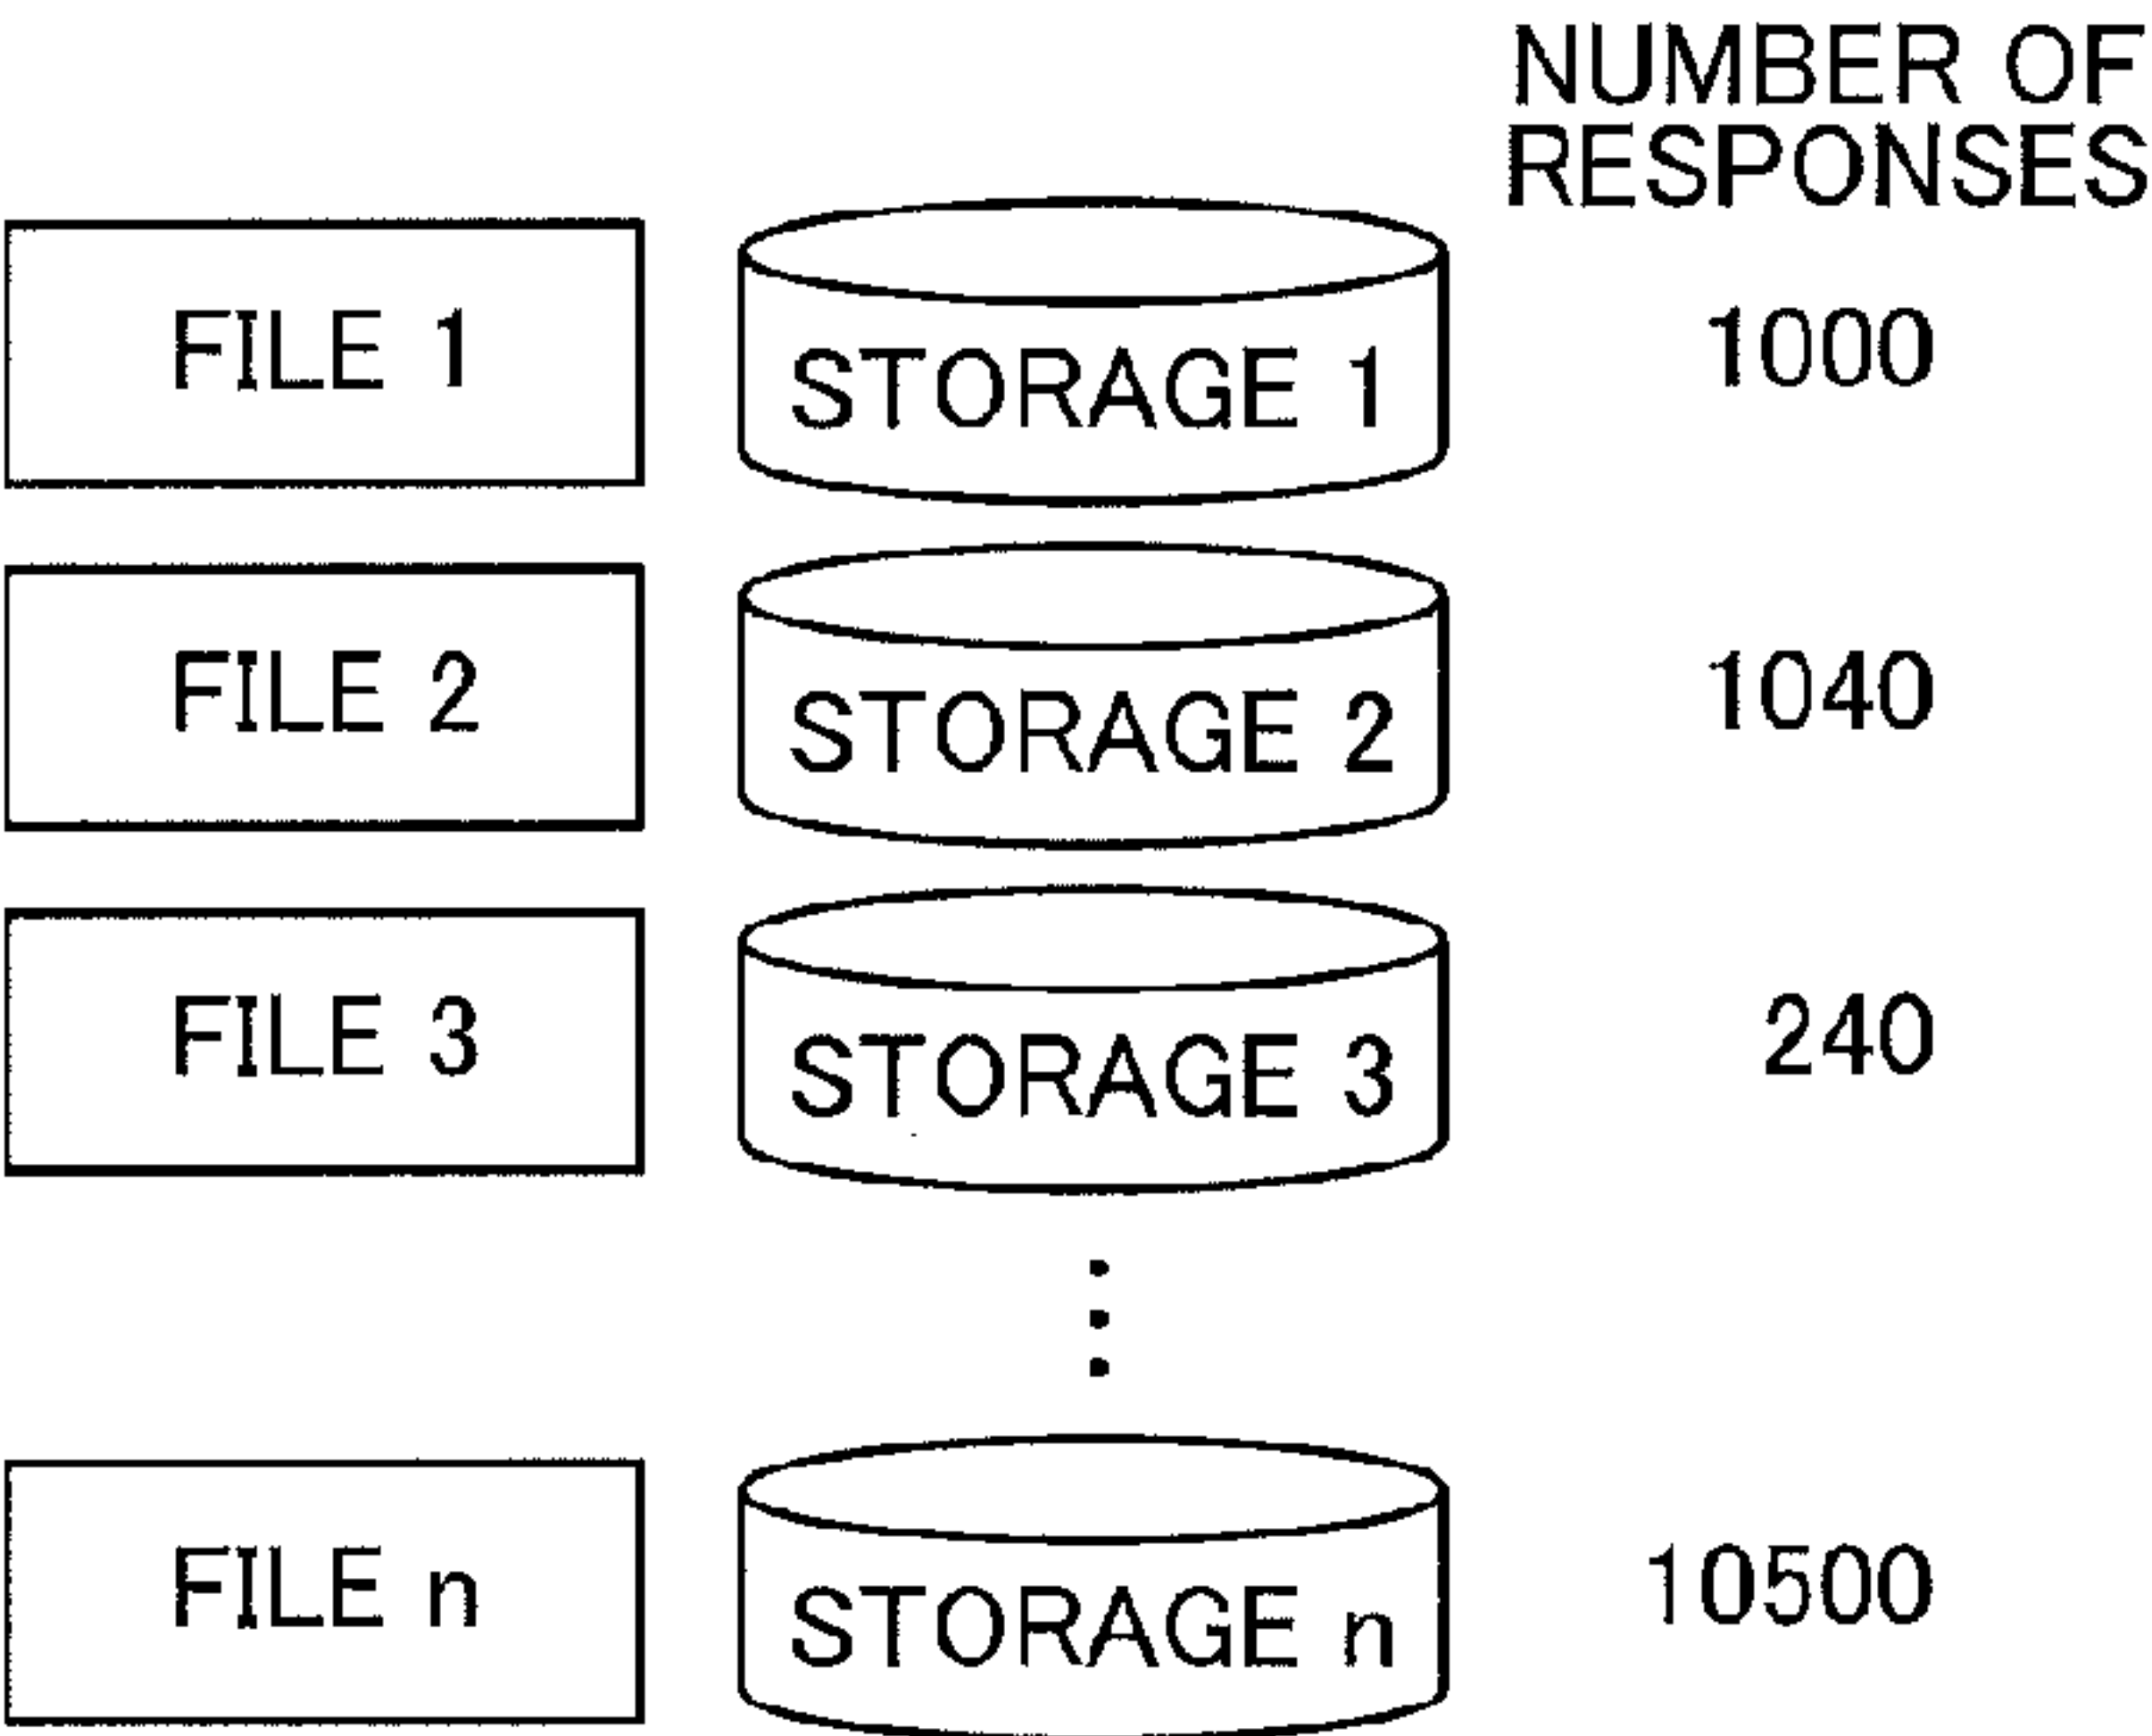 NUMBER OF
RESPONSES
FILE 1
STORAGE 1
1000
FILE 2
STORAGE 2
1040
FILE 3
STORAGE 3
240
FILE n
STORAGE n
10500